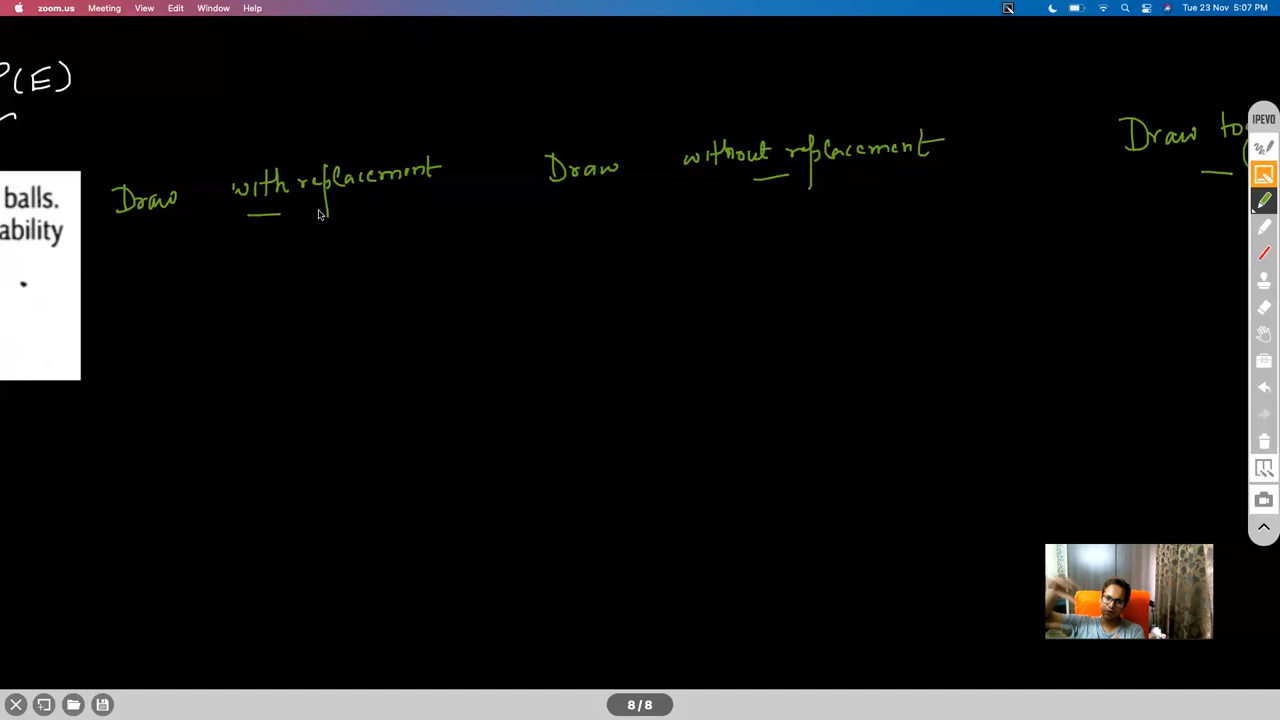 zoom.us Meeting View Edit Window Help Tue 23 Nov 5:07 PM
P(E)
Draw with replacement
Draw without replacement
Draw
balls.
ability
IPEVO
8/8